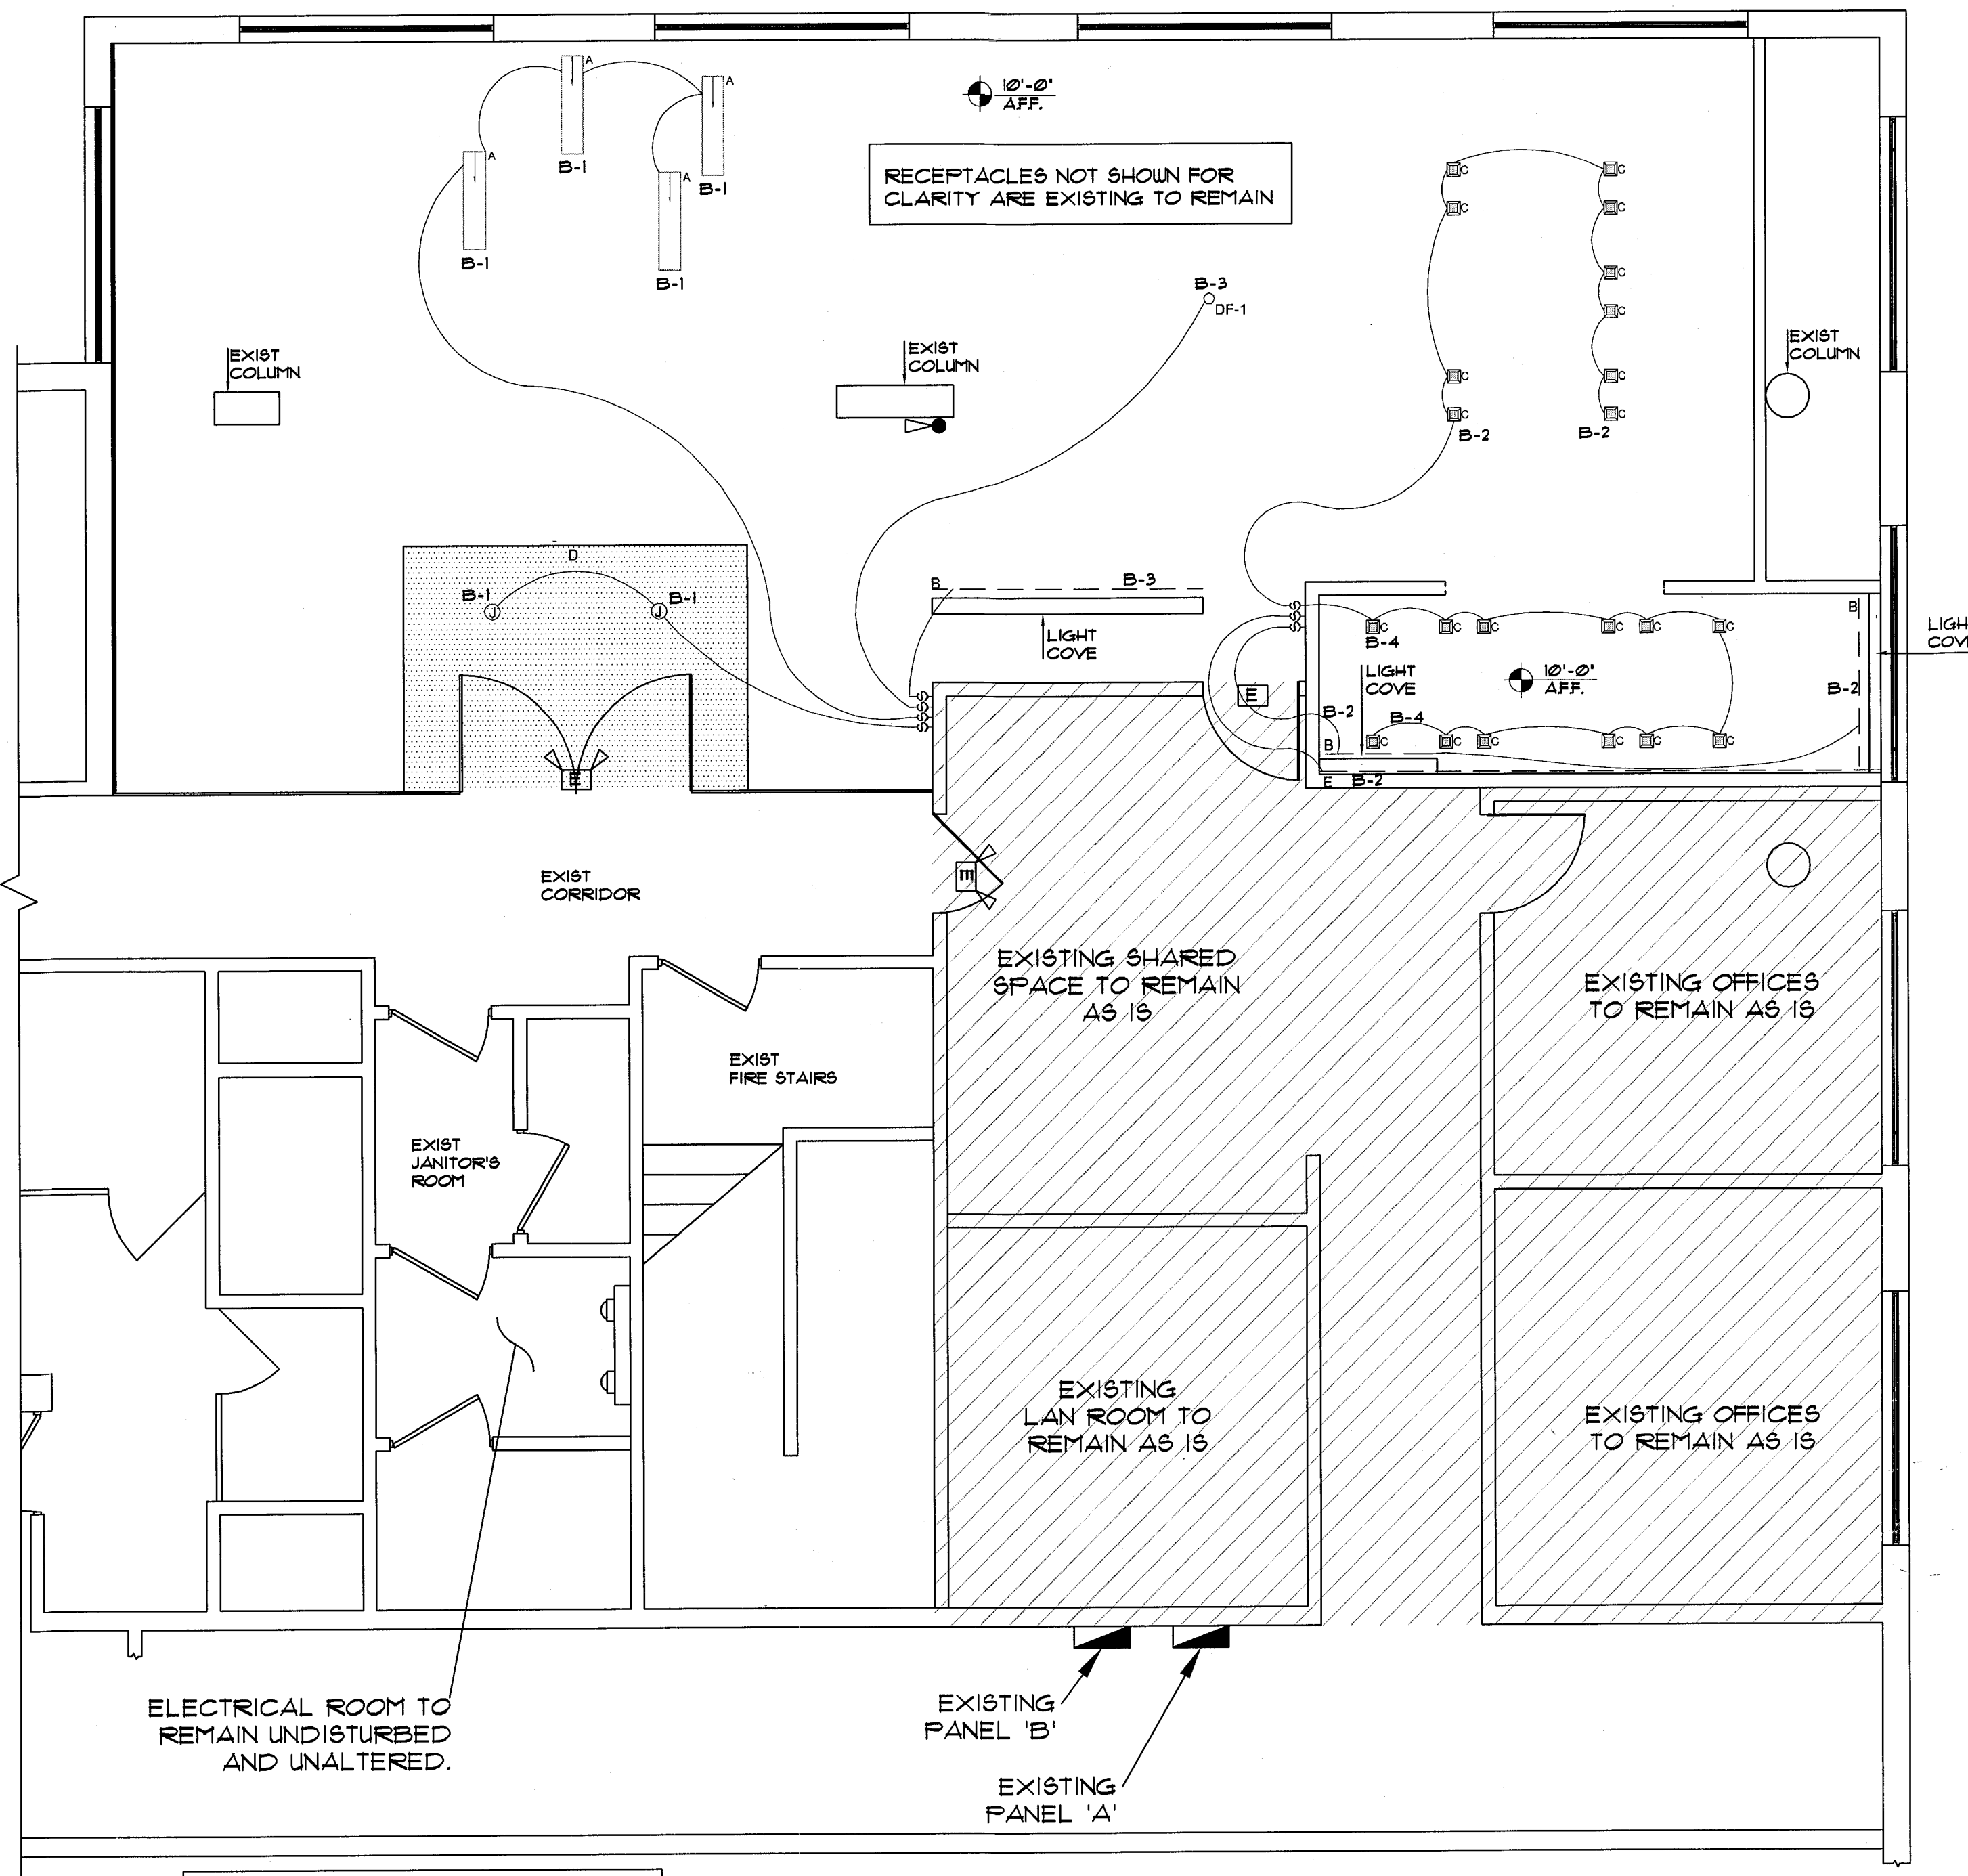 A
A
10'-0"
A.F.F.
B-1
A
A
B-1
RECEPTACLES NOT SHOWN FOR
CLARITY ARE EXISTING TO REMAIN
C
C
C
C
B-1
B-1
B-3
DF-1
C
C
EXIST
COLUMN
EXIST
COLUMN
EXIST
COLUMN
C
C
C
C
B-2
B-2
D
B-1
J
J
B-1
B
B-3
LIGHT
COVE
S
S
S
C
C
C
C
C
C
B-4
B
LIGH
COV
LIGHT
COVE
10'-0"
A.F.F.
B-2
E
S
S
S
S
B-2
B-4
B
C
C
C
C
C
C
E
B-2
E
EXIST
CORRIDOR
E
EXISTING SHARED
SPACE TO REMAIN
AS IS
EXISTING OFFICES
TO REMAIN AS IS
EXIST
FIRE STAIRS
EXIST
JANITOR'S
ROOM
EXISTING
LAN ROOM TO
REMAIN AS IS
EXISTING OFFICES
TO REMAIN AS IS
ELECTRICAL ROOM TO
REMAIN UNDISTURBED
AND UNALTERED.
EXISTING
PANEL 'B'
EXISTING
PANEL 'A'